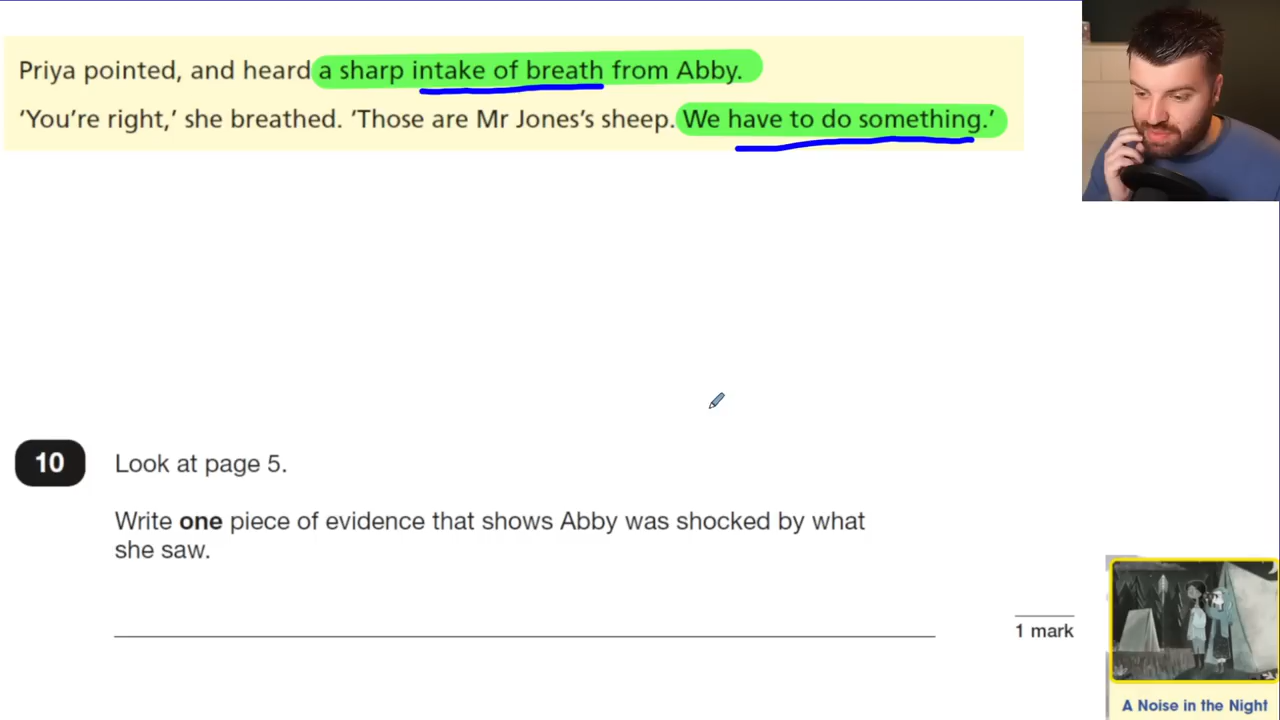 Priya pointed, and heard a sharp intake of breath from Abby.
'You're right,' she breathed. 'Those are Mr Jones's sheep. We have to do something.'
10
Look at page 5.
Write one piece of evidence that shows Abby was shocked by what
she saw.
1 mark
A Noise in the Night